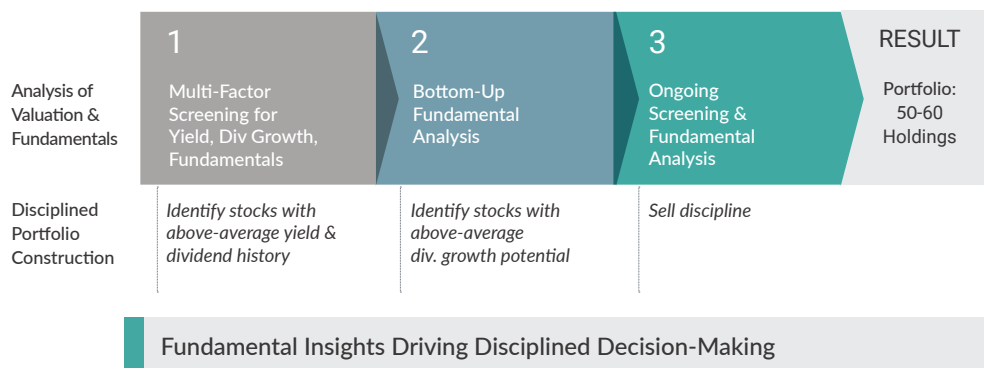 1
2
3
RESULT
Analysis of
Valuation &
Fundamentals
Multi-Factor
Screening for
Yield, Div Growth,
Fundamentals
Bottom-Up
Fundamental
Analysis
Ongoing
Screening &
Fundamental
Analysis
Portfolio:
50-60
Holdings
Disciplined
Portfolio
Construction
Identify stocks with
above-average yield &
dividend history
Identify stocks with
above-average
div. growth potential
Sell discipline
Fundamental Insights Driving Disciplined Decision-Making